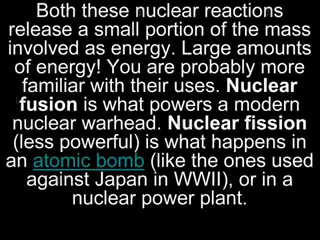 Both these nuclear reactions
release a small portion of the mass
involved as energy. Large amounts
of energy! You are probably more
familiar with their uses. Nuclear
fusion is what powers a modern
nuclear warhead. Nuclear fission
(less powerful) is what happens in
an atomic bomb (like the ones used
against Japan in WWII), or in a
nuclear power plant.